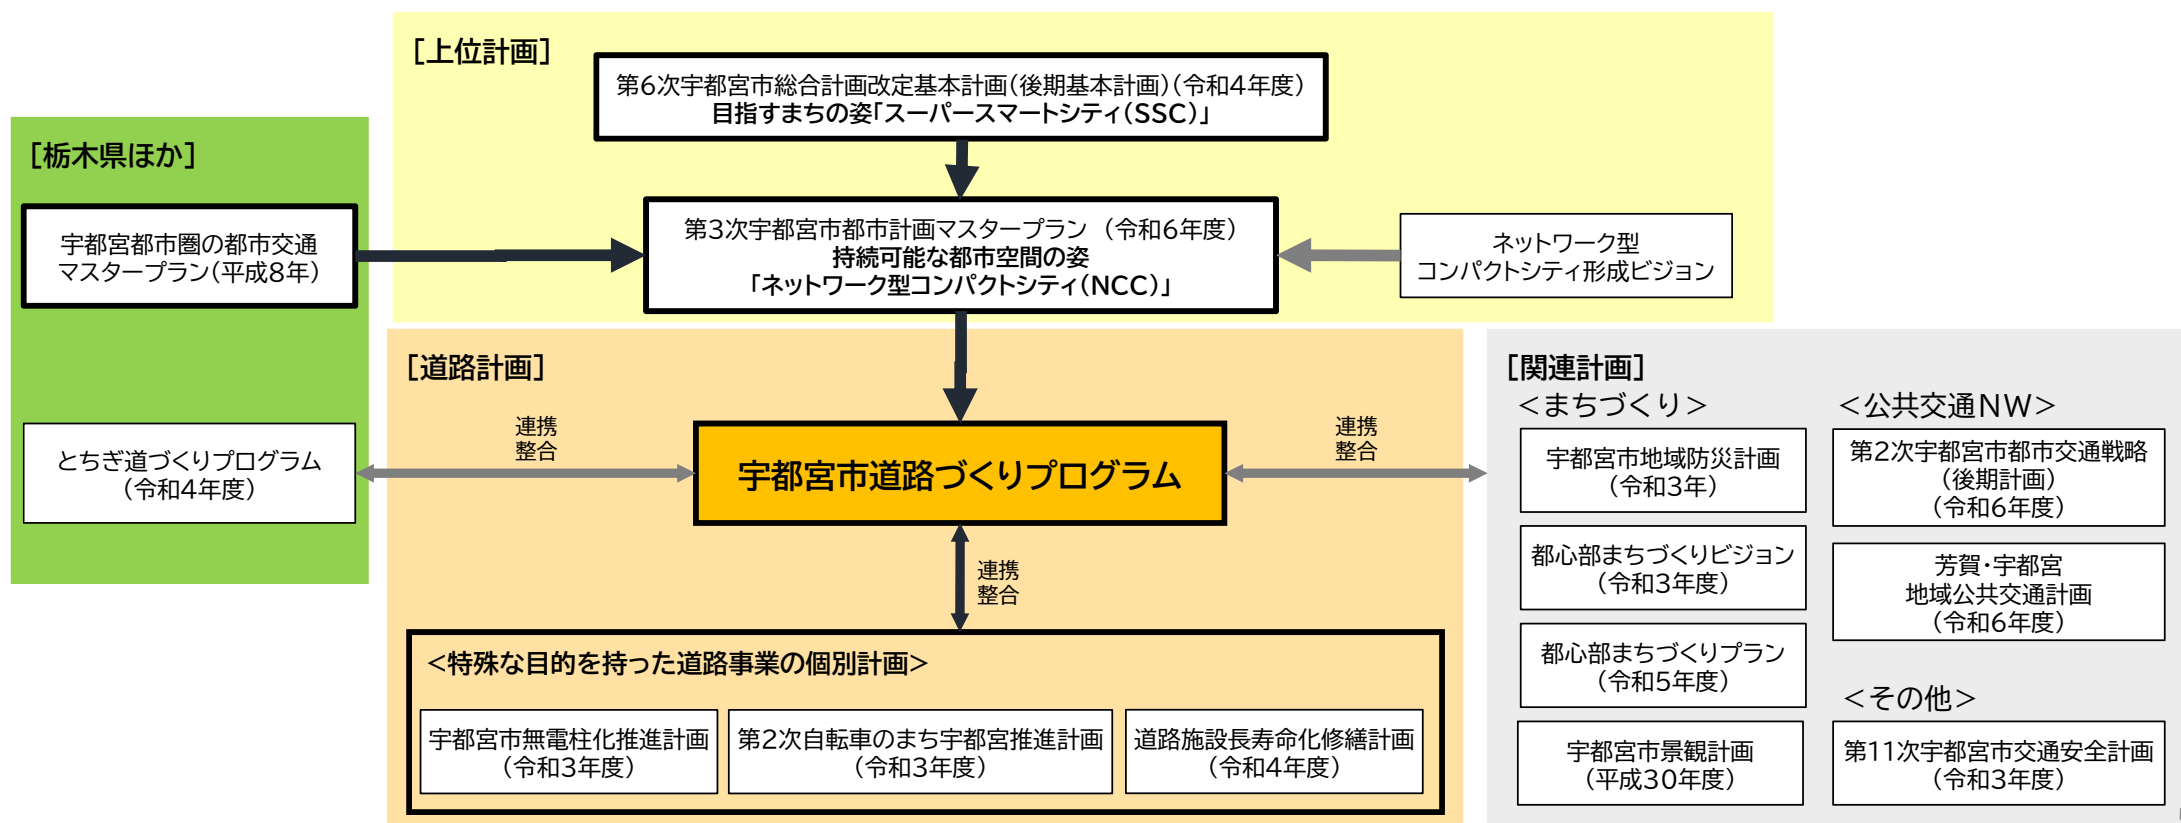 ［上位計画］
第6次宇都宮市総合計画改定基本計画（後期基本計画）（令和4年度）
目指すまちの姿「スーパースマートシティ（SSC）」
［栃木県ほか］
宇都宮都市圏の都市交通
マスタープラン（平成8年）
第3次宇都宮市都市計画マスタープラン （令和6年度）
持続可能な都市空間の姿
「ネットワーク型コンパクトシティ（NCC）」
ネットワーク型
コンパクトシティ形成ビジョン
とちぎ道づくりプログラム
（令和4年度）
［道路計画］
連携
整合
宇都宮市道路づくりプログラム
連携
整合
連携
整合
＜特殊な目的を持った道路事業の個別計画＞
宇都宮市無電柱化推進計画
（令和3年度）
第2次自転車のまち宇都宮推進計画
（令和3年度）
道路施設長寿命化修繕計画
（令和4年度）
［関連計画］
＜まちづくり＞
宇都宮市地域防災計画
（令和3年）
都心部まちづくりビジョン
（令和3年度）
都心部まちづくりプラン
（令和5年度）
宇都宮市景観計画
（平成30年度）
＜公共交通NW＞
第2次宇都宮市都市交通戦略
（後期計画）
（令和6年度）
芳賀・宇都宮
地域公共交通計画
（令和6年度）
＜その他＞
第11次宇都宮市交通安全計画
（令和3年度）